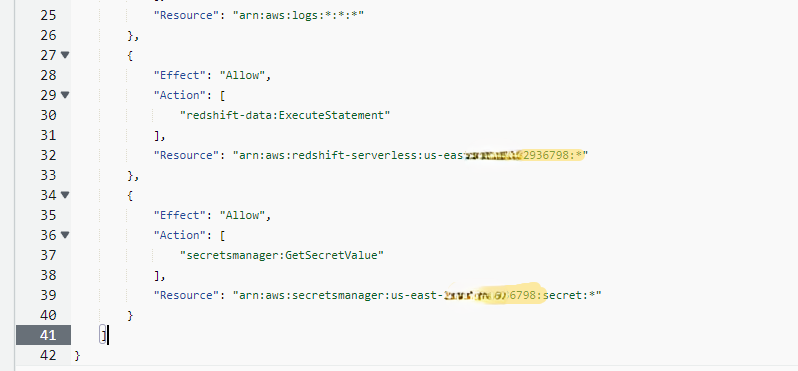 25 "Resource": "arn:aws:logs:*:*:*"
26 },
27 {
28 "Effect": "Allow",
29 "Action": [
30 "redshift-data:ExecuteStatement"
31 ],
32 "Resource": "arn:aws:redshift-serverless:us-eas 2936798:*"
33 },
34 {
35 "Effect": "Allow",
36 "Action": [
37 "secretsmanager:GetSecretValue"
38 ],
39 "Resource": "arn:aws:secretsmanager:us-east- 6798:secret:*"
40 }
41 ]
42 }